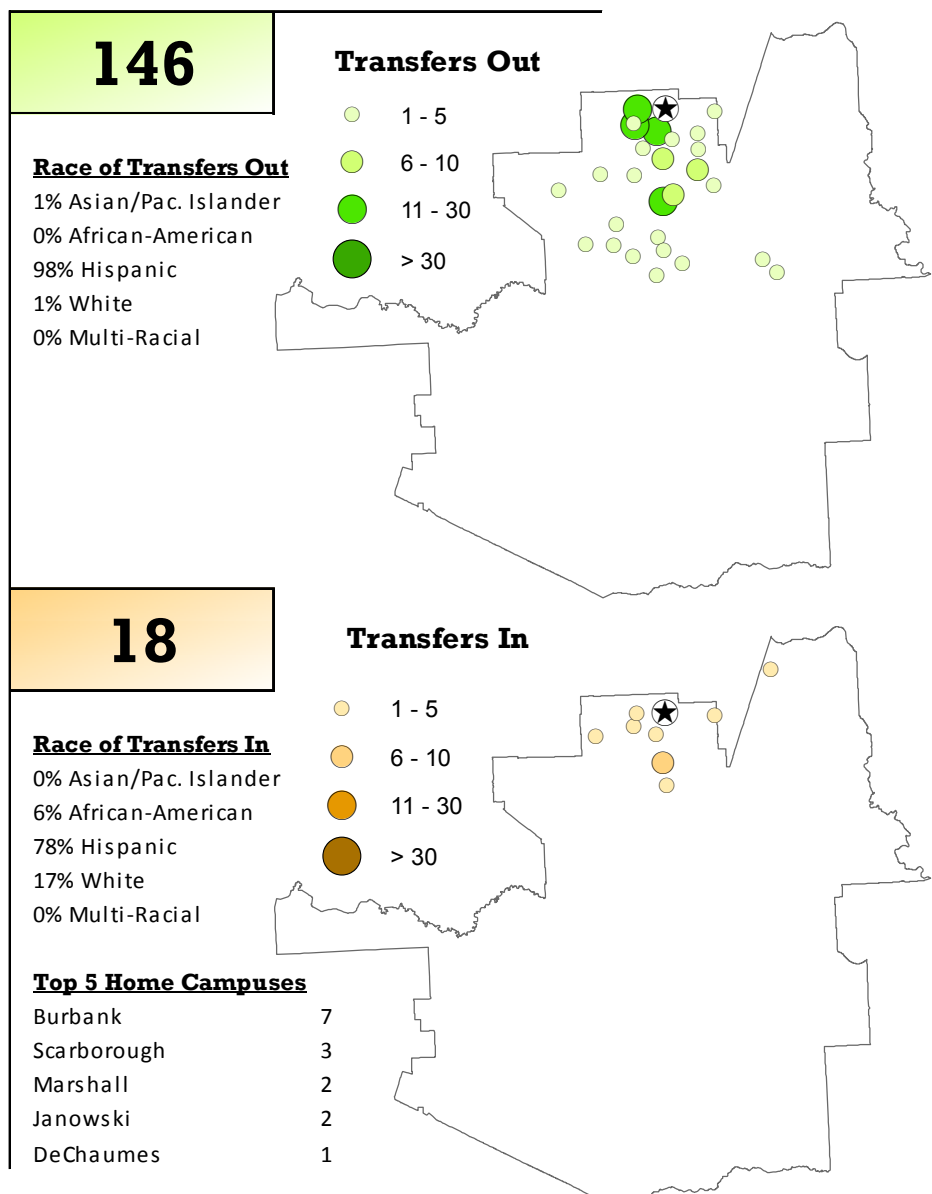 146
Transfers Out
1 - 5
6 - 10
11 - 30
> 30
Race of Transfers Out
1% Asian/Pac. Islander
0% African-American
98% Hispanic
1% White
0% Multi-Racial
18
Transfers In
1 - 5
6 - 10
11 - 30
> 30
Race of Transfers In
0% Asian/Pac. Islander
6% African-American
78% Hispanic
17% White
0% Multi-Racial
Top 5 Home Campuses
Burbank 7
Scarborough 3
Marshall 2
Janowski 2
DeChaumes 1